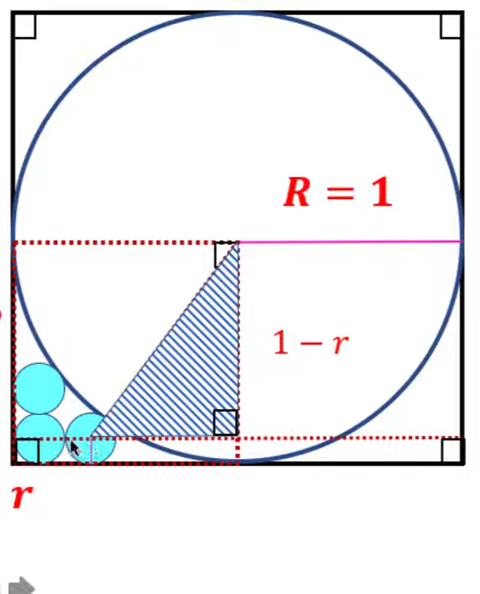 R = 1
1 − r
r